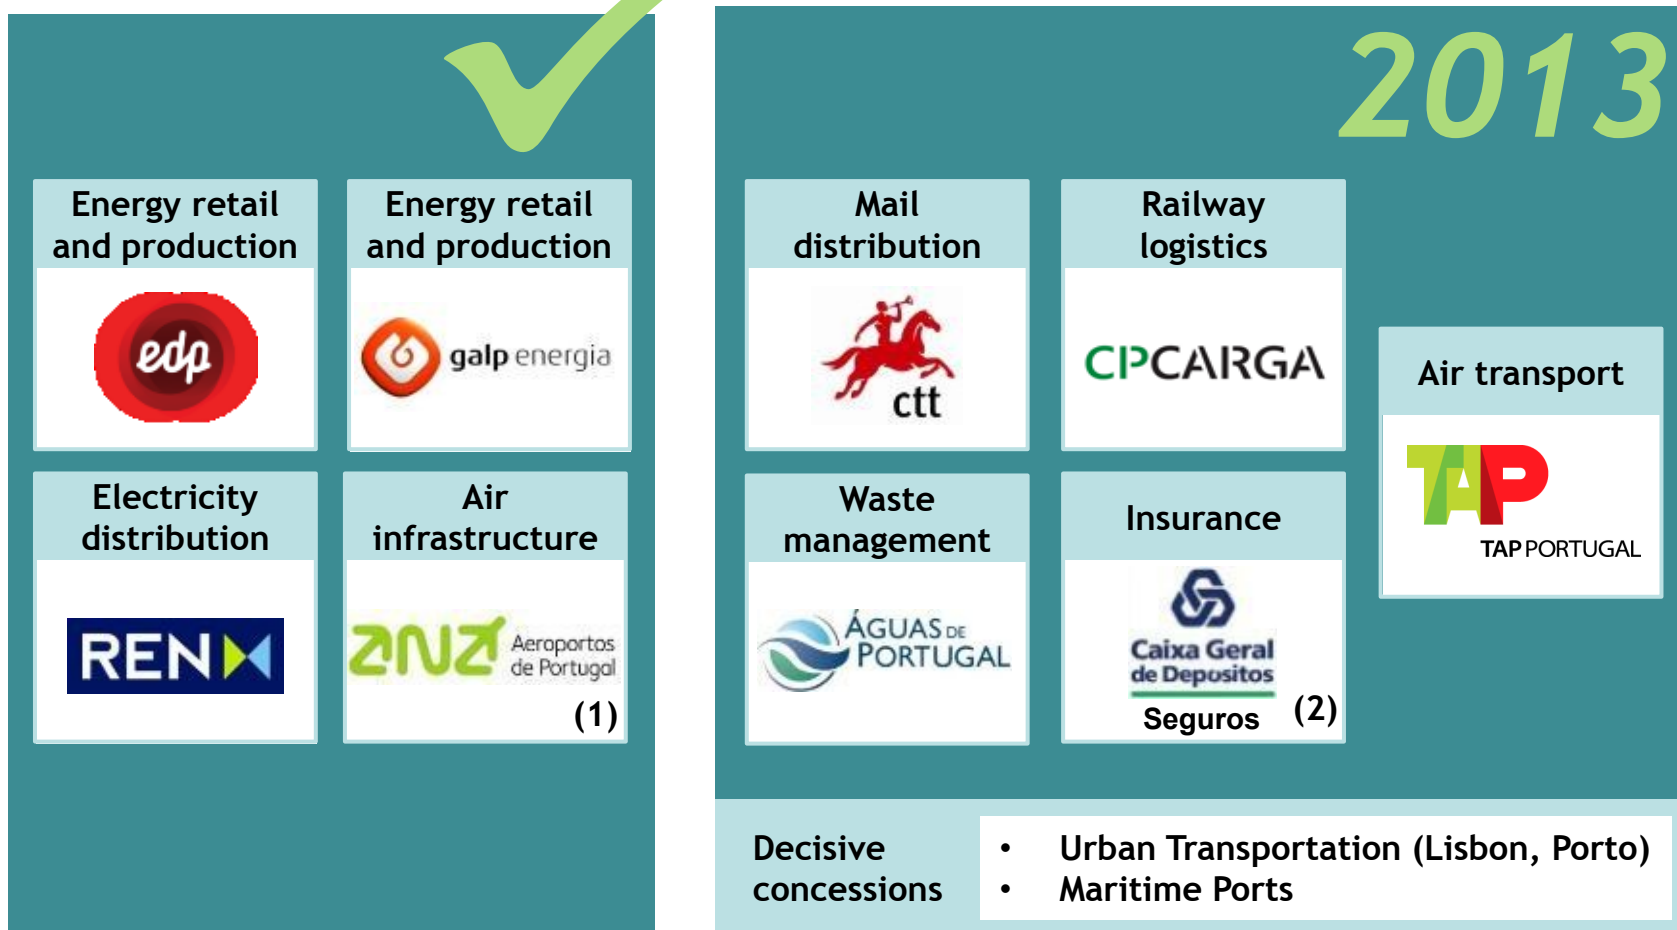 2013
Energy retail
and production
edp
Energy retail
and production
galp energia
Electricity
distribution
REN
Air
infrastructure
ana
Aeroportos
de Portugal
(1)
Mail
distribution
ctt
Railway
logistics
CPCARGA
Waste
management
ÁGUAS DE
PORTUGAL
Insurance
Caixa Geral
de Depositos
Seguros (2)
Air transport
TAP
TAP PORTUGAL
Decisive
concessions
• Urban Transportation (Lisbon, Porto)
• Maritime Ports